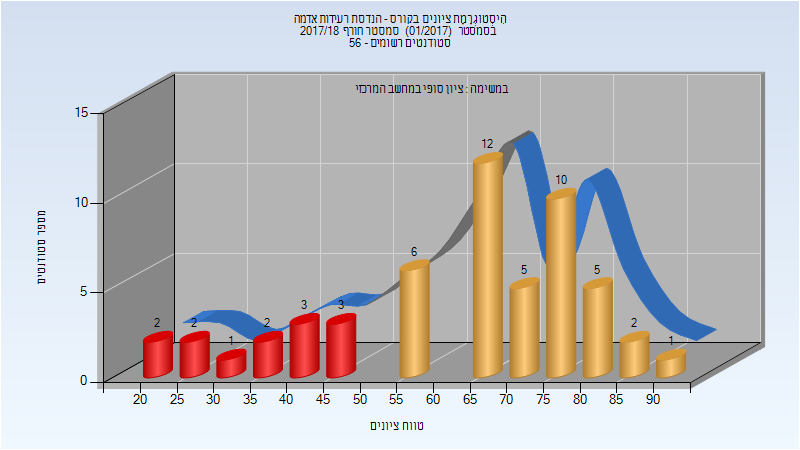 היסטוגרמת ציונים בקורס - הנדסת רעידות אדמה
בסמסטר (01/2017) סמסטר חורף 2017/18
סטודנטים רשומים - 56
במשימה : ציון סופי במחשב המרכזי
מספר סטודנטים
15
10
5
0
2
2
1
2
3
3
6
12
5
10
5
2
1
20 25 30 35 40 45 50 55 60 65 70 75 80 85 90
טווח ציונים